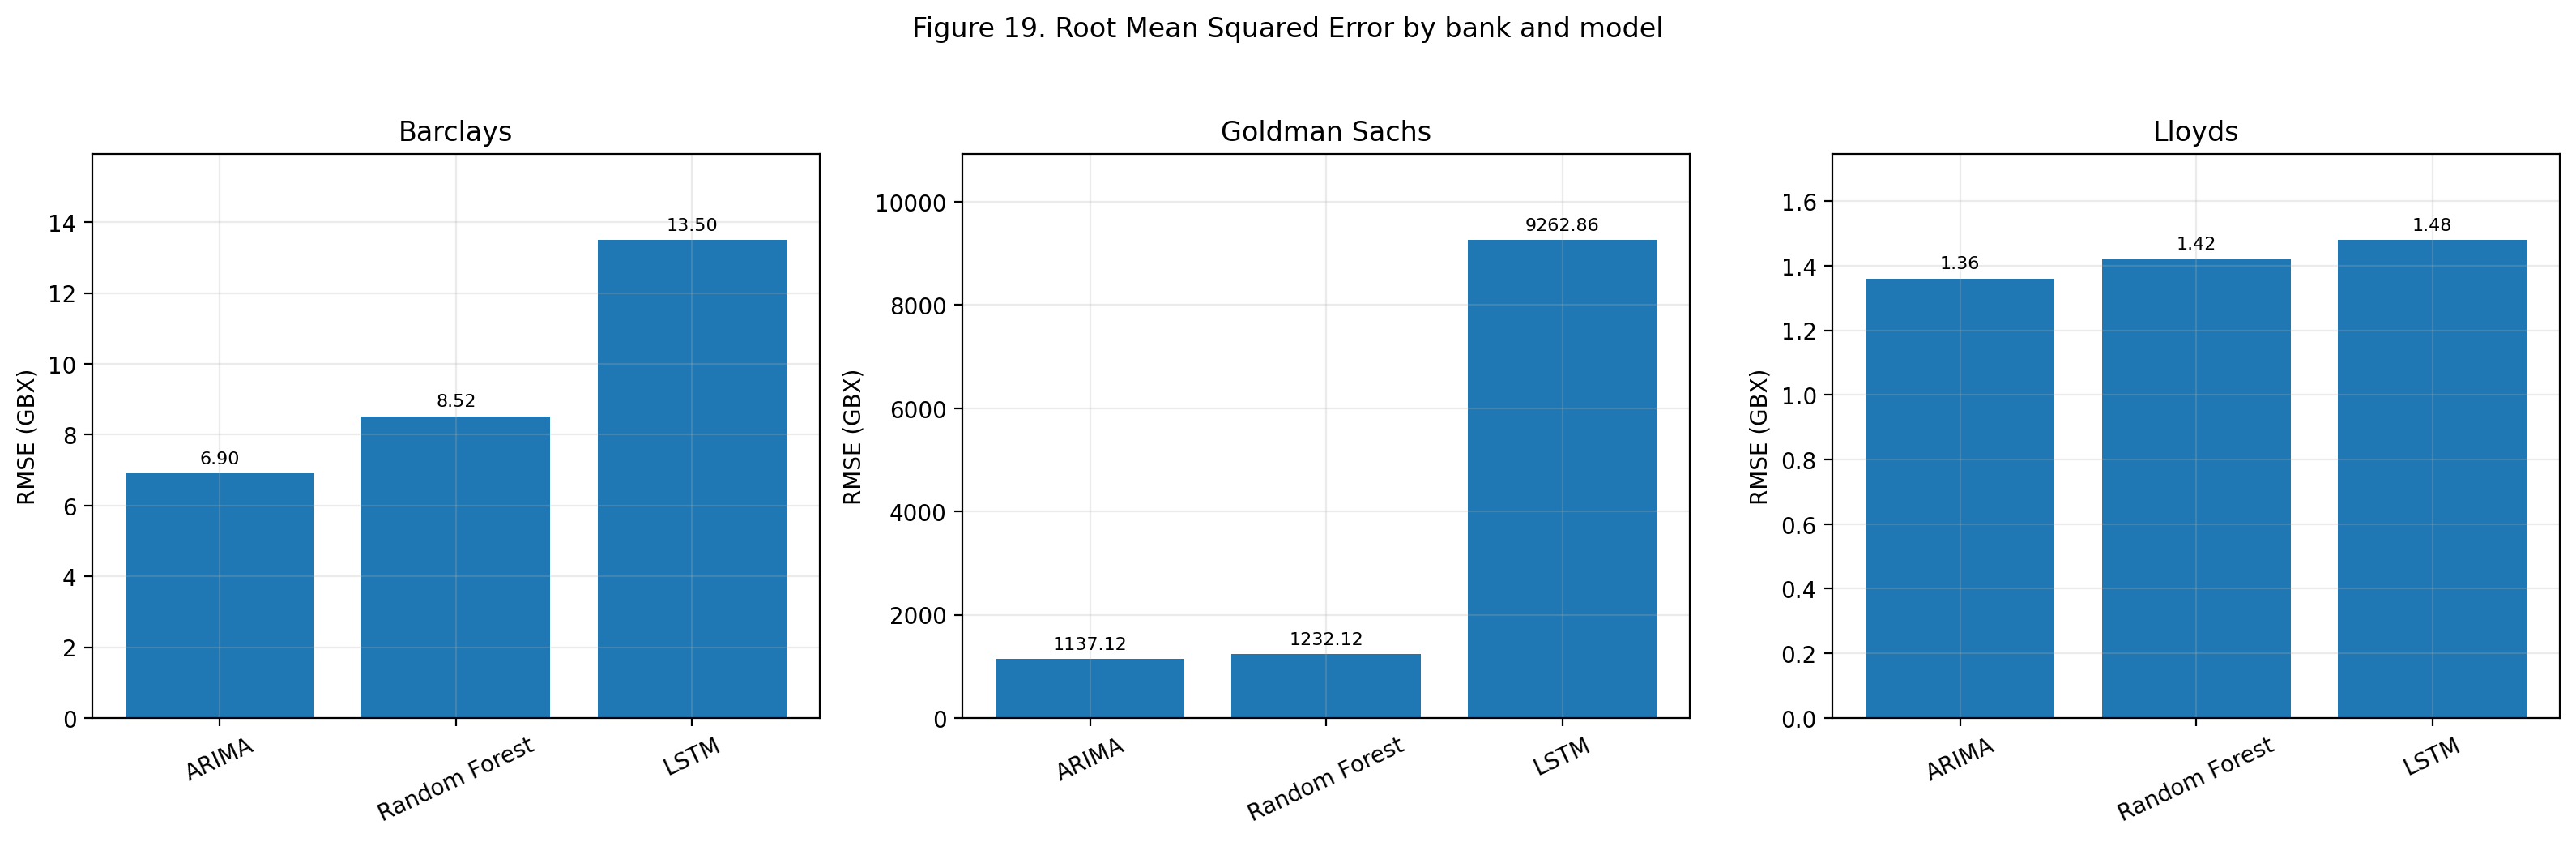 Figure 19. Root Mean Squared Error by bank and model
Barclays
RMSE (GBX)
14
12
10
8
6
4
2
0
6.90
8.52
13.50
ARIMA
Random Forest
LSTM
Goldman Sachs
RMSE (GBX)
10000
8000
6000
4000
2000
0
1137.12
1232.12
9262.86
ARIMA
Random Forest
LSTM
Lloyds
RMSE (GBX)
1.6
1.4
1.2
1.0
0.8
0.6
0.4
0.2
0.0
1.36
1.42
1.48
ARIMA
Random Forest
LSTM